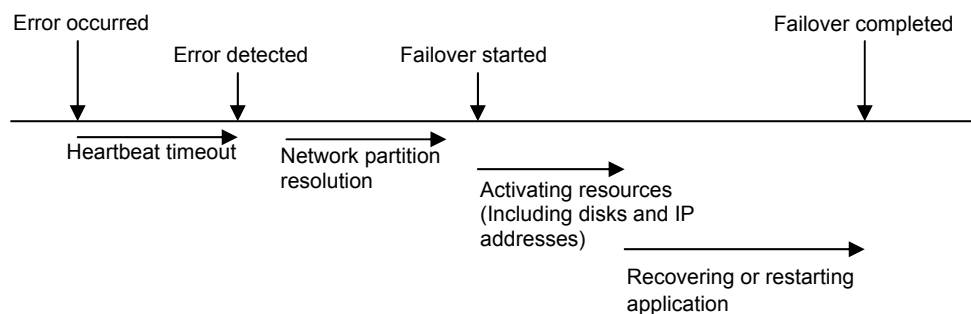 Error occurred
Error detected
Failover started
Failover completed
Heartbeat timeout
Network partition
resolution
Activating resources
(Including disks and IP
addresses)
Recovering or restarting
application